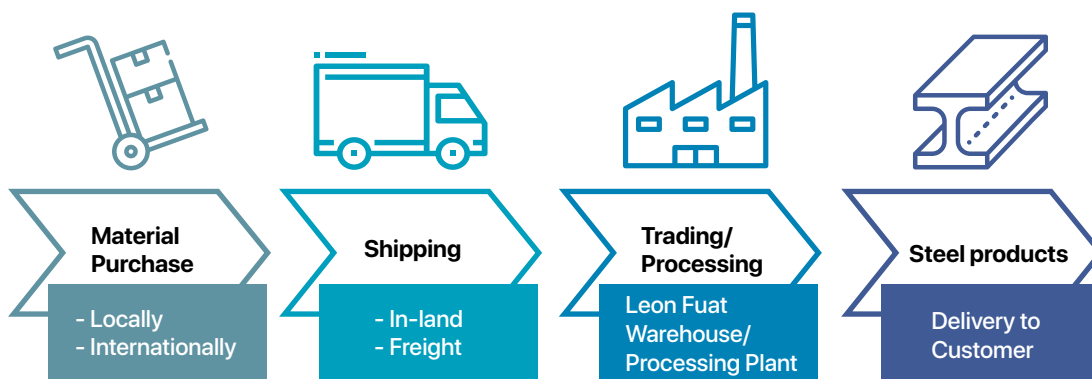 Material
Purchase
- Locally
- Internationally
Shipping
- In-land
- Freight
Trading/
Processing
Leon Fuat
Warehouse/
Processing Plant
Steel products
Delivery to
Customer